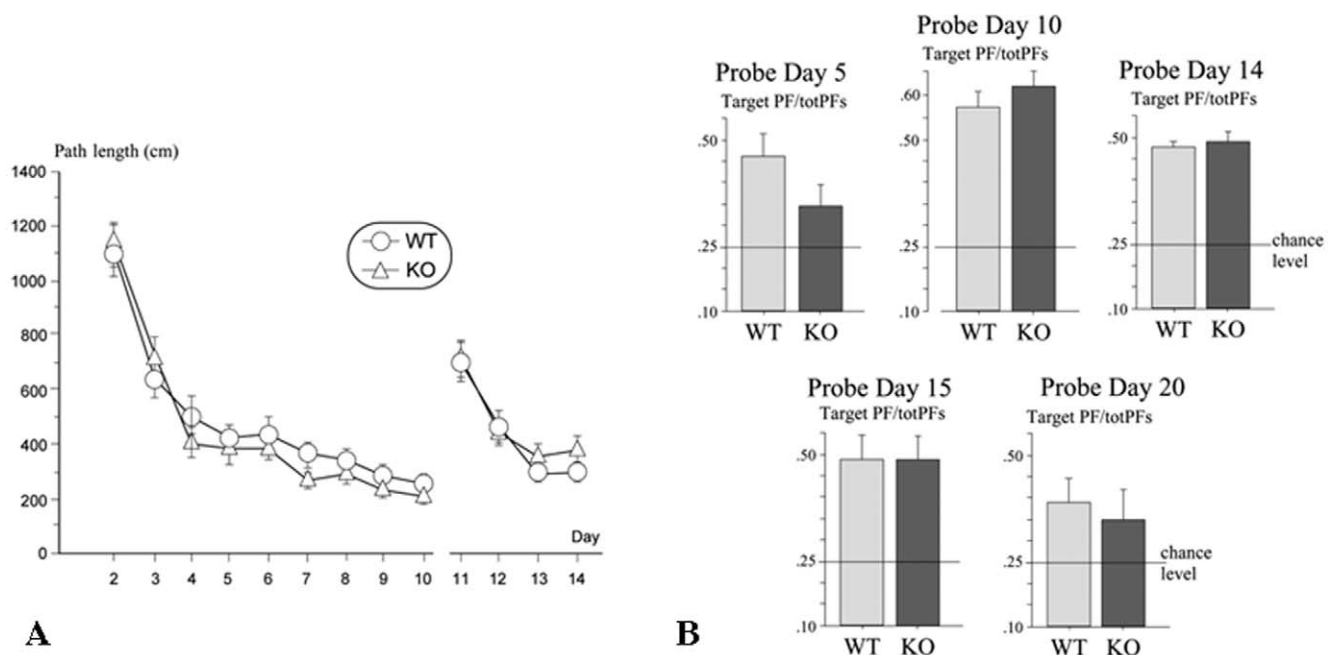 Path length (cm)
1400
1200
1000
800
600
400
200
0
WT
KO
Day
2 3 4 5 6 7 8 9 10 11 12 13 14
A
Probe Day 5
Target PF/totPFs
.50
.25
.10
WT KO
Probe Day 10
Target PF/totPFs
.60
.50
.25
.10
WT KO
Probe Day 14
Target PF/totPFs
.50
.25
.10
chance
level
WT KO
Probe Day 15
Target PF/totPFs
.50
.25
.10
WT KO
Probe Day 20
Target PF/totPFs
.50
.25
.10
chance
level
WT KO
B